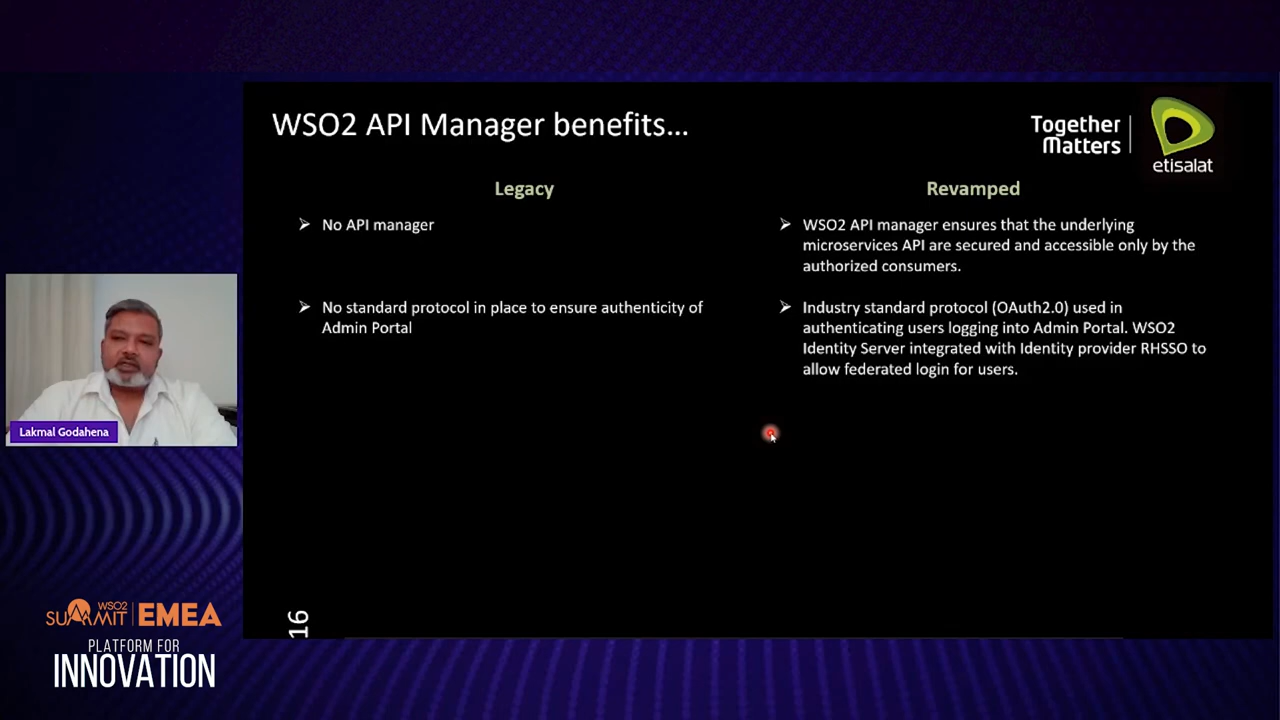 WSO2 API Manager benefits...
Together
Matters
etisalat
Legacy
Revamped
➢ No API manager
➢ WSO2 API manager ensures that the underlying
microservices API are secured and accessible only by the
authorized consumers.
➢ No standard protocol in place to ensure authenticity of
Admin Portal
➢ Industry standard protocol (OAuth2.0) used in
authenticating users logging into Admin Portal. WSO2
Identity Server integrated with Identity provider RHSSO to
allow federated login for users.
Lakmal Godahena
WSO2
SUMMIT EMEA
PLATFORM FOR
INNOVATION
16